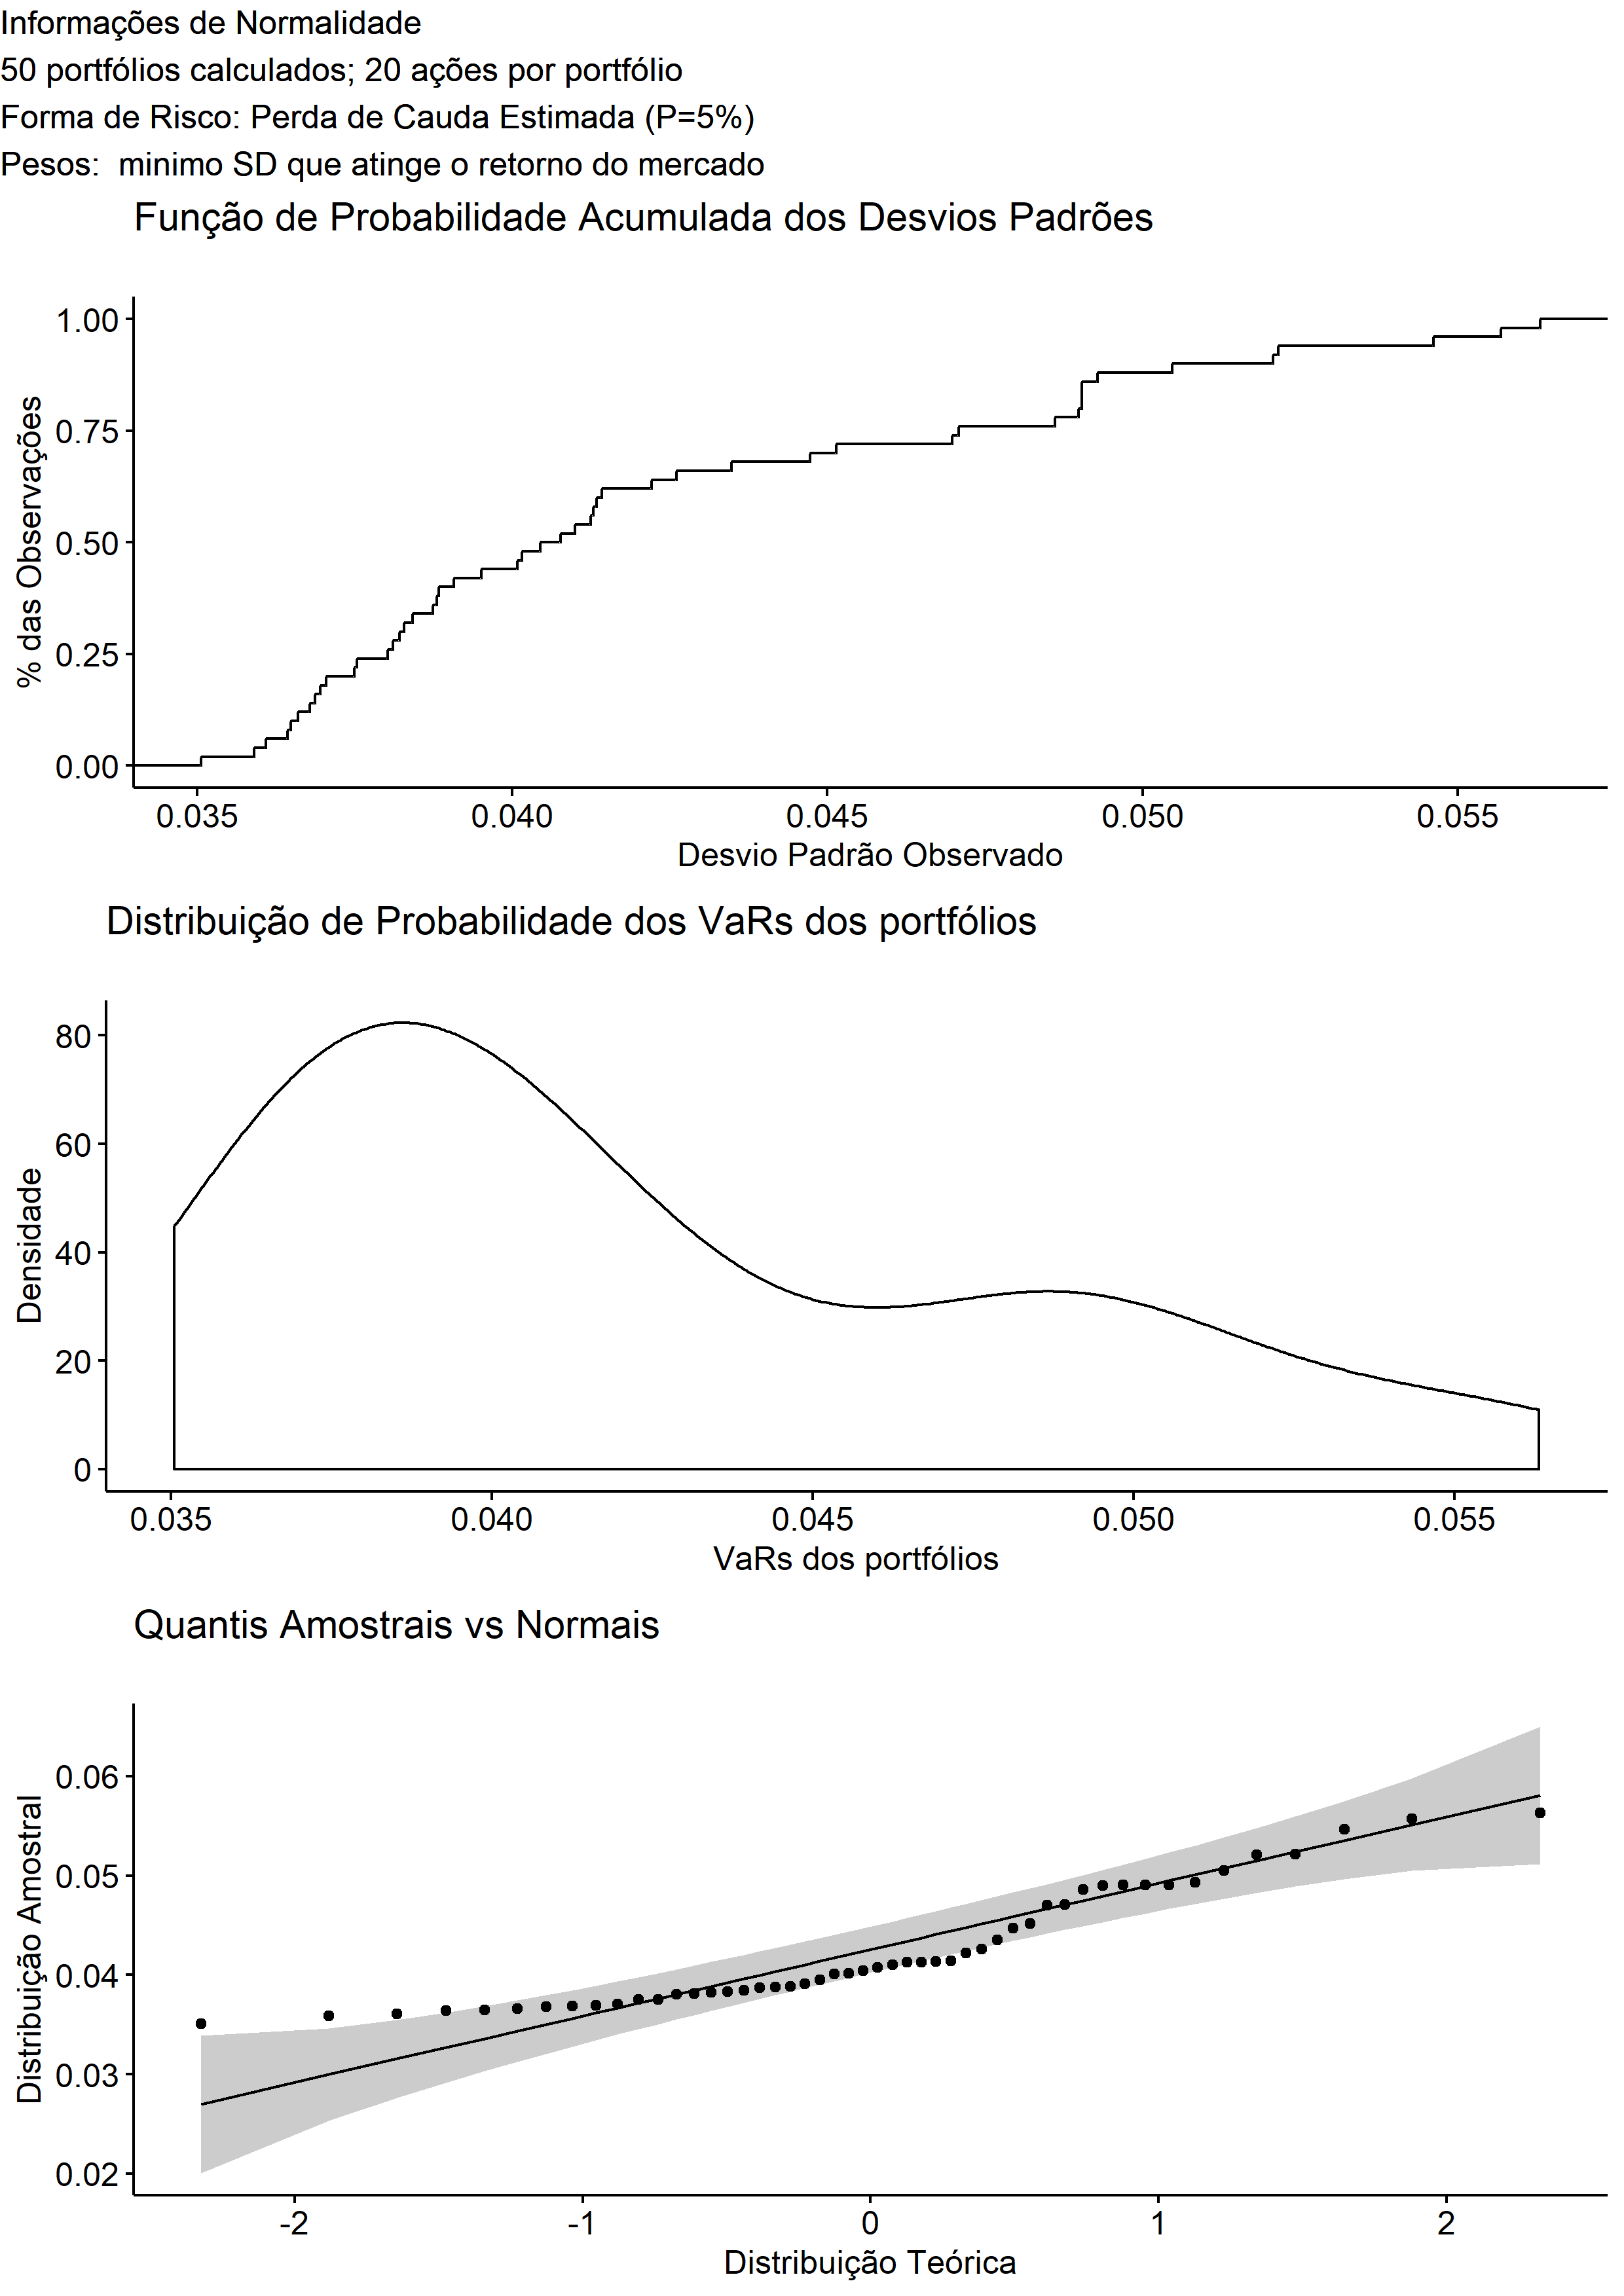 Informações de Normalidade
50 portfólios calculados; 20 ações por portfólio
Forma de Risco: Perda de Cauda Estimada (P=5%)
Pesos:  minimo SD que atinge o retorno do mercado
Função de Probabilidade Acumulada dos Desvios Padrões
% das Observações
1.00
0.75
0.50
0.25
0.00
0.035 0.040 0.045 0.050 0.055
Desvio Padrão Observado
Distribuição de Probabilidade dos VaRs dos portfólios
Densidade
80
60
40
20
0
0.035 0.040 0.045 0.050 0.055
VaRs dos portfólios
Quantis Amostrais vs Normais
Distribuição Amostral
0.06
0.05
0.04
0.03
0.02
-2 -1 0 1 2
Distribuição Teórica